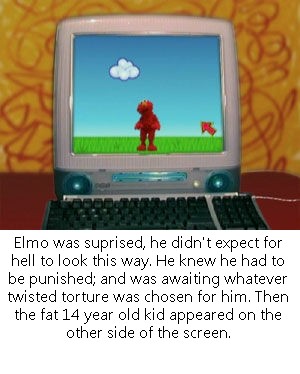 Elmo was suprised, he didn't expect for
hell to look this way. He knew he had to
be punished; and was awaiting whatever
twisted torture was chosen for him. Then
the fat 14 year old kid appeared on the
other side of the screen.